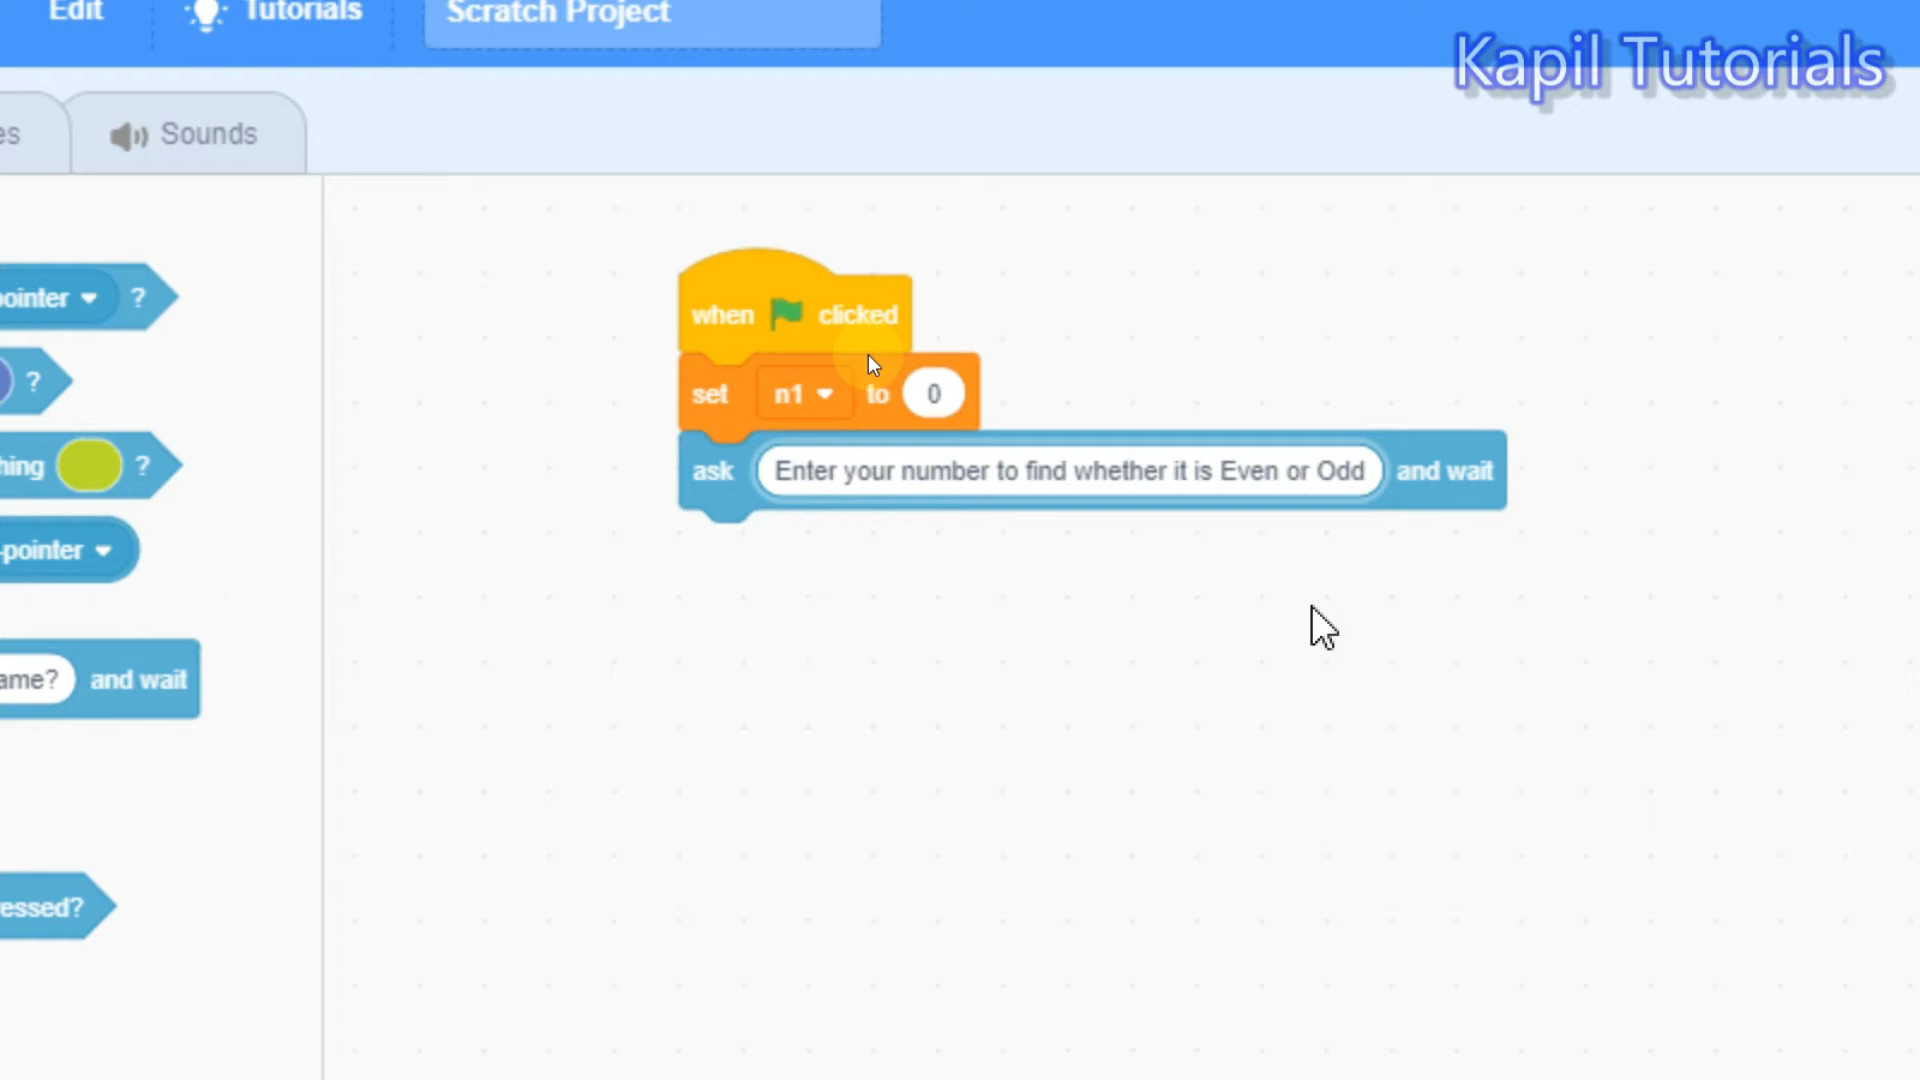 Edit Tutorials Scratch Project
Kapil Tutorials
es Sounds
pointer ?
?
hing ?
-pointer
ame? and wait
essed?
when clicked
set n1 to 0
ask Enter your number to find whether it is Even or Odd and wait